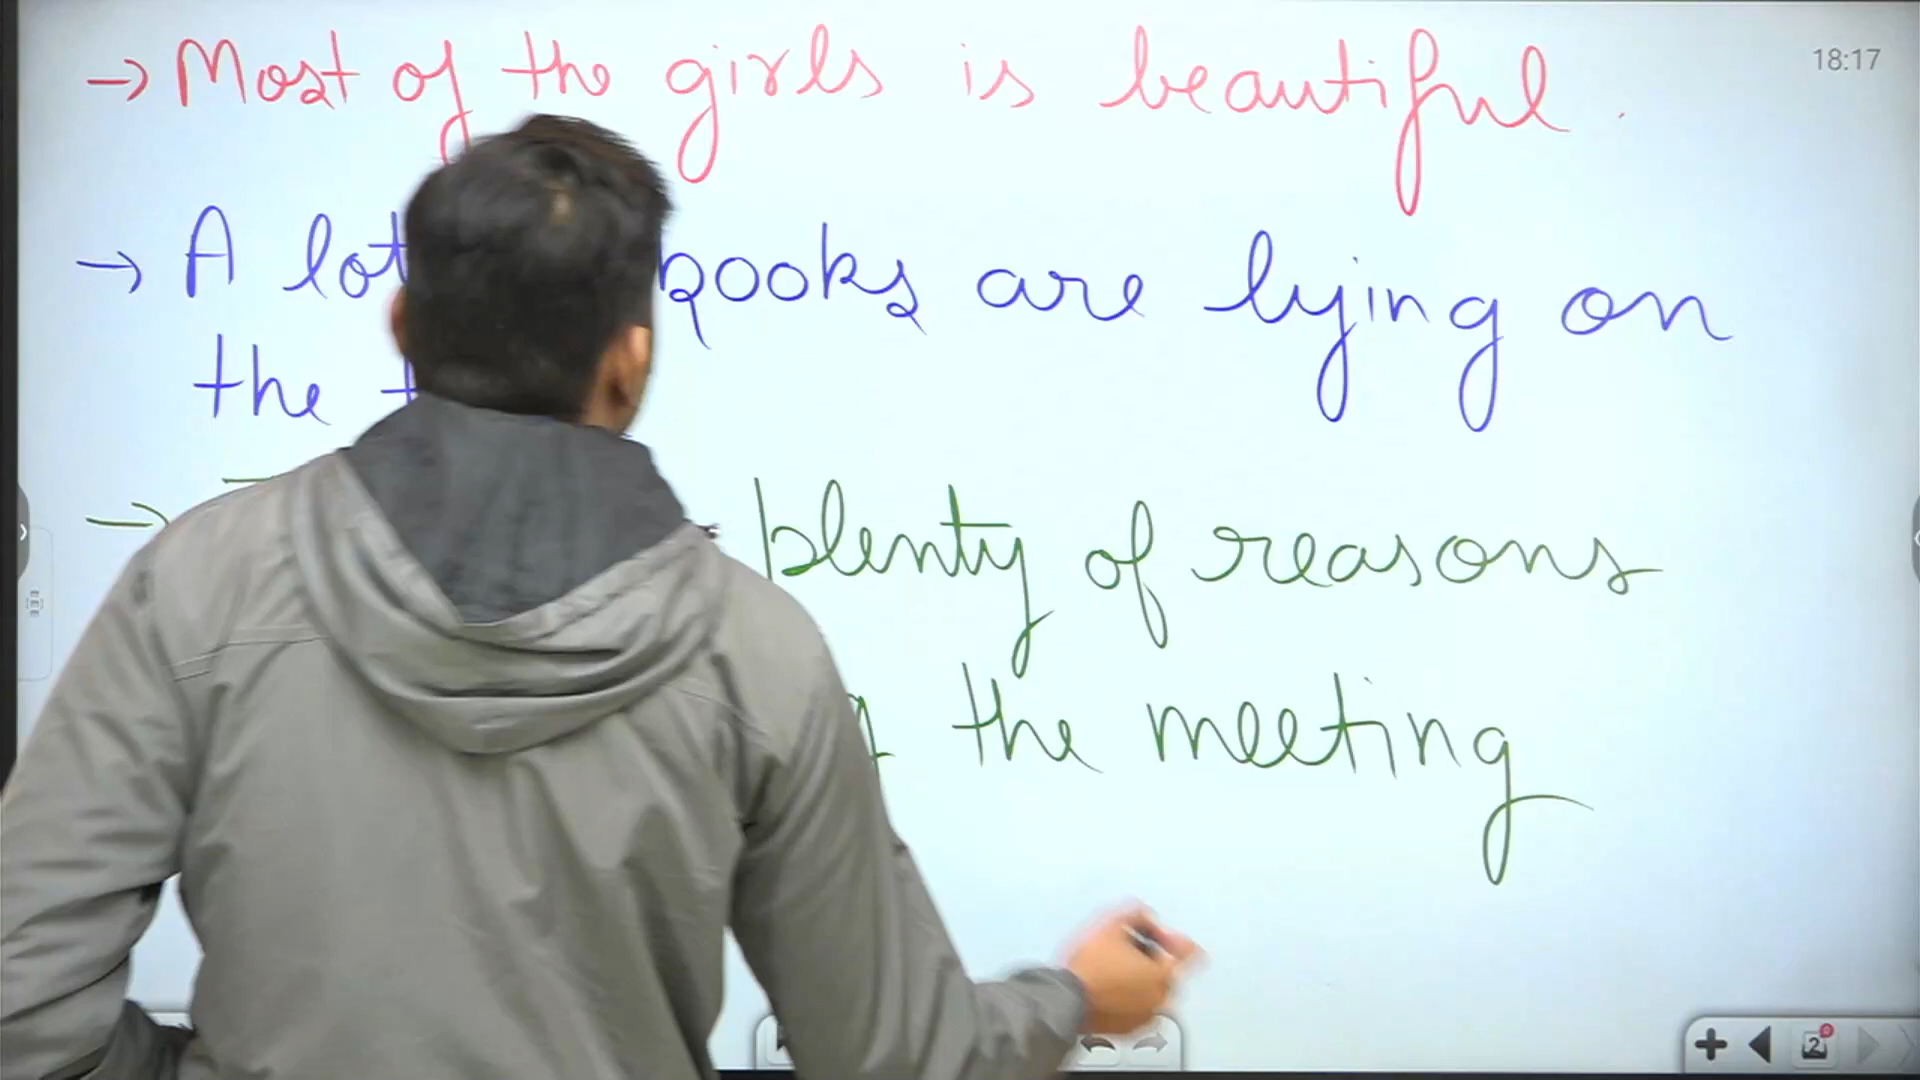 → Most of the girls is beautiful.
18:17
→ A lot books are lying on
the
→ plenty of reasons
the meeting
2